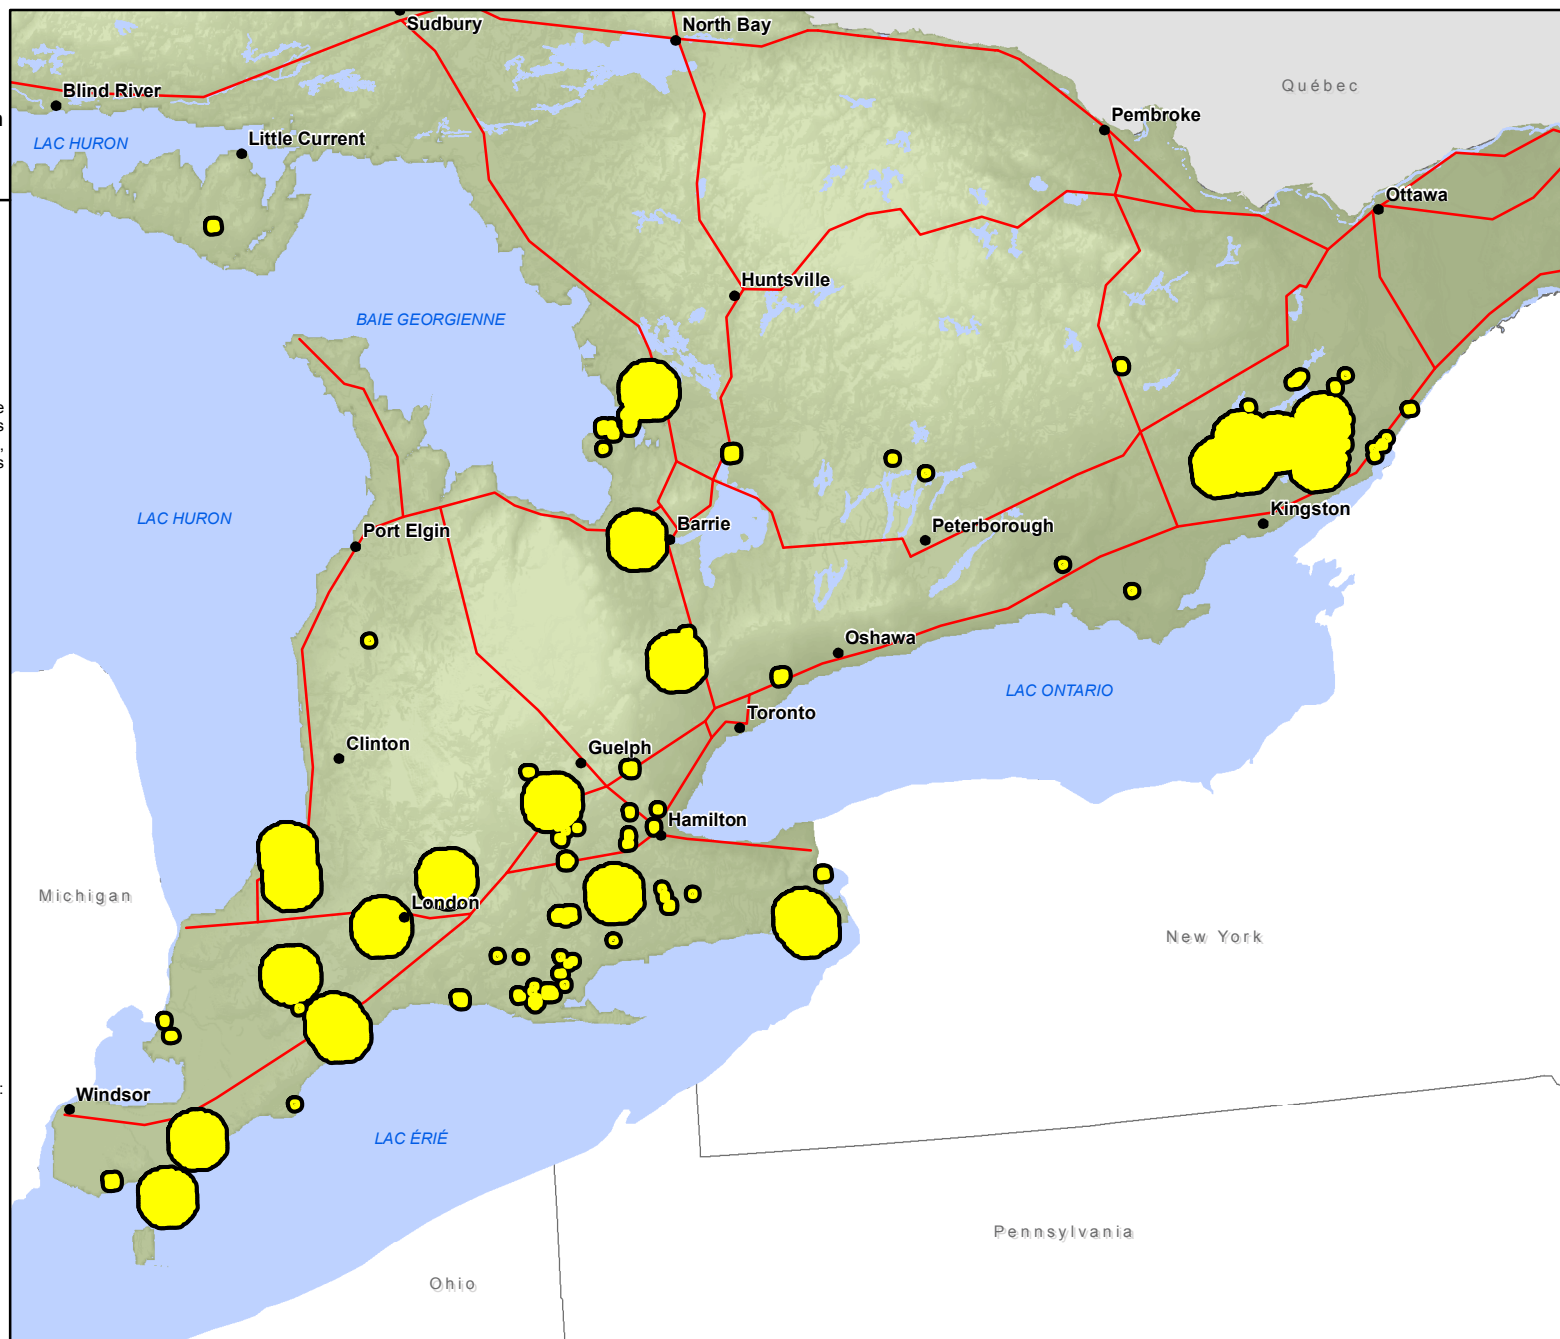 Sudbury
North Bay
Québec
Blind River
Pembroke
LAC HURON
Little Current
Ottawa
Huntsville
BAIE GEORGIENNE
LAC HURON
Port Elgin
Barrie
Peterborough
Kingston
Oshawa
LAC ONTARIO
Toronto
Clinton
Guelph
Hamilton
Michigan
London
New York
Windsor
LAC ÉRIÉ
Pennsylvania
Ohio